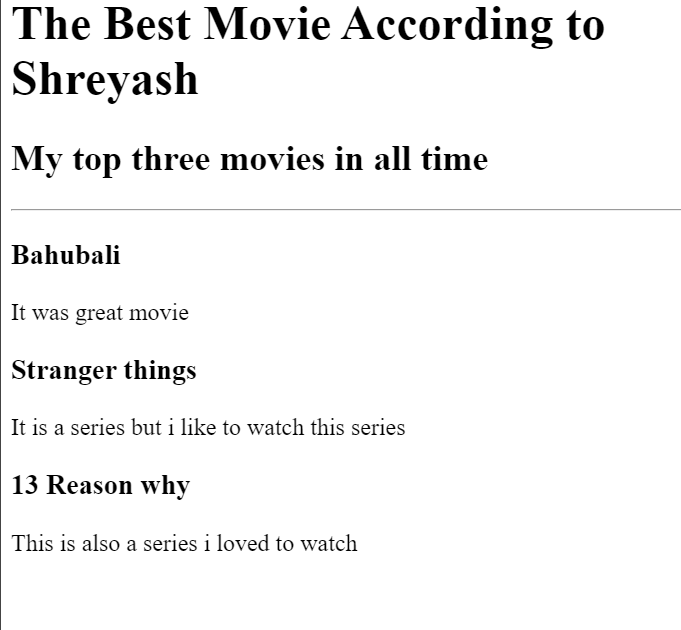 The Best Movie According to
Shreyash
My top three movies in all time
Bahubali
It was great movie
Stranger things
It is a series but i like to watch this series
13 Reason why
This is also a series i loved to watch